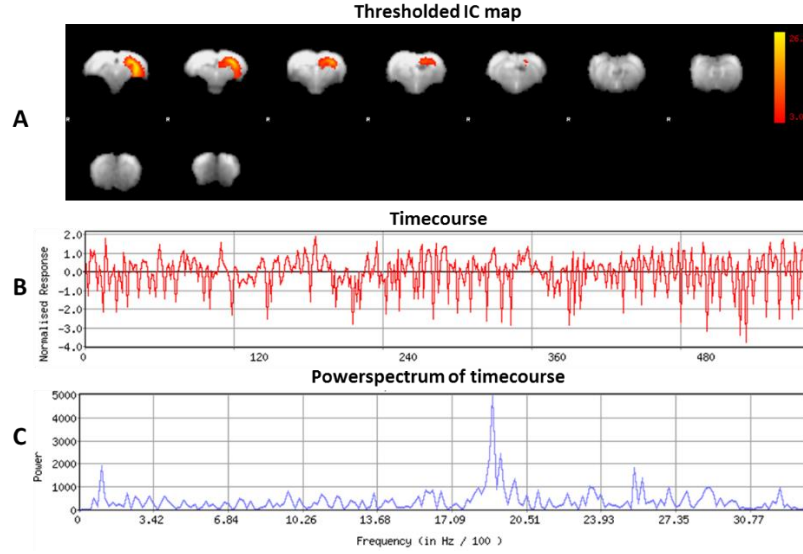 Thresholded IC map
A
3.0
Timecourse
B
Normalised Response
2.0
1.0
0.0
-1.0
-2.0
-3.0
-4.0
0 120 240 360 480
Powerspectrum of timecourse
C
Power
5000
4000
3000
2000
1000
0
0 3.42 6.84 10.26 13.68 17.09 20.51 23.93 27.35 30.77
Frequency (in Hz / 100 )